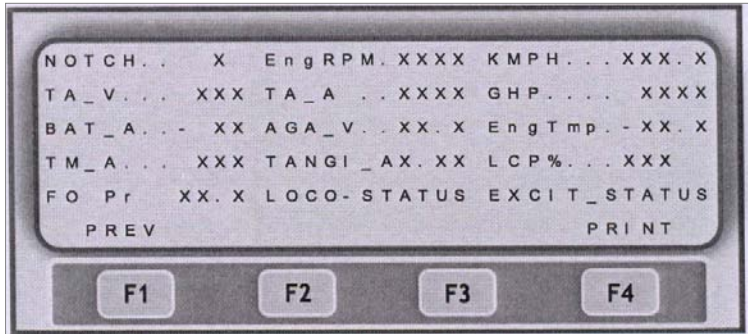 NOTCH.. X EngRPM.XXXX KMPH...XXX.X
TA_V... XXX TA_A ..XXXX GHP.... XXXX
BAT_A..- XX AGA_V..XX.X EngTmp.-XX.X
TM_A... XXX TANGI_AX.XX LCP%...XXX
FO Pr XX.X LOCO-STATUS EXCIT_STATUS
PREV PRINT
F1 F2 F3 F4